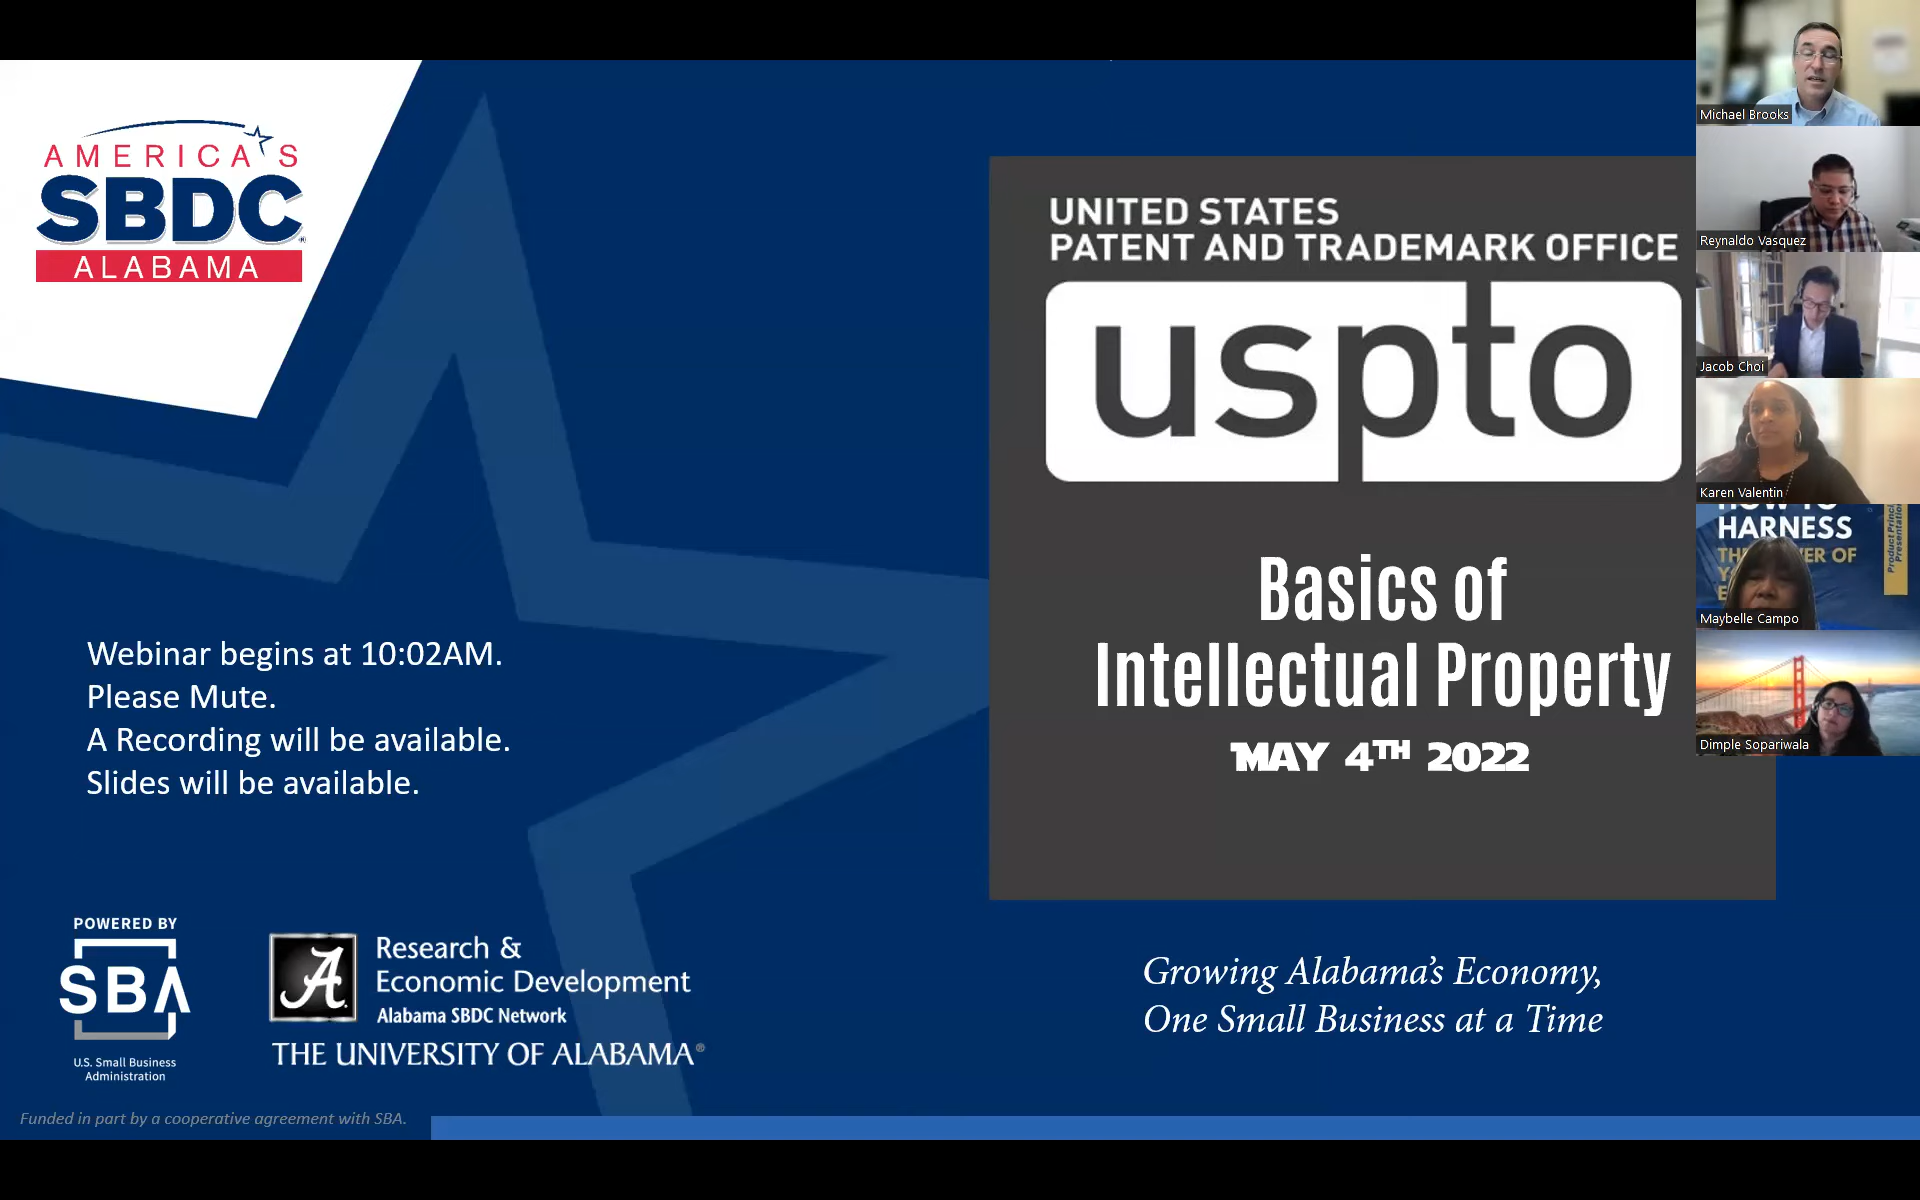 AMERICA'S
SBDC
ALABAMA
UNITED STATES
PATENT AND TRADEMARK OFFICE
uspto
Basics of
Intellectual Property
MAY 4TH 2022
Webinar begins at 10:02AM.
Please Mute.
A Recording will be available.
Slides will be available.
POWERED BY
SBA
U.S. Small Business
Administration
A
Research &
Economic Development
Alabama SBDC Network
THE UNIVERSITY OF ALABAMA®
Growing Alabama's Economy,
One Small Business at a Time
Funded in part by a cooperative agreement with SBA.
Michael Brooks
Reynaldo Vasquez
Jacob Choi
Karen Valentin
HOW TO
HARNESS
OF
Product
Maybelle Campo
Dimple Sopariwala